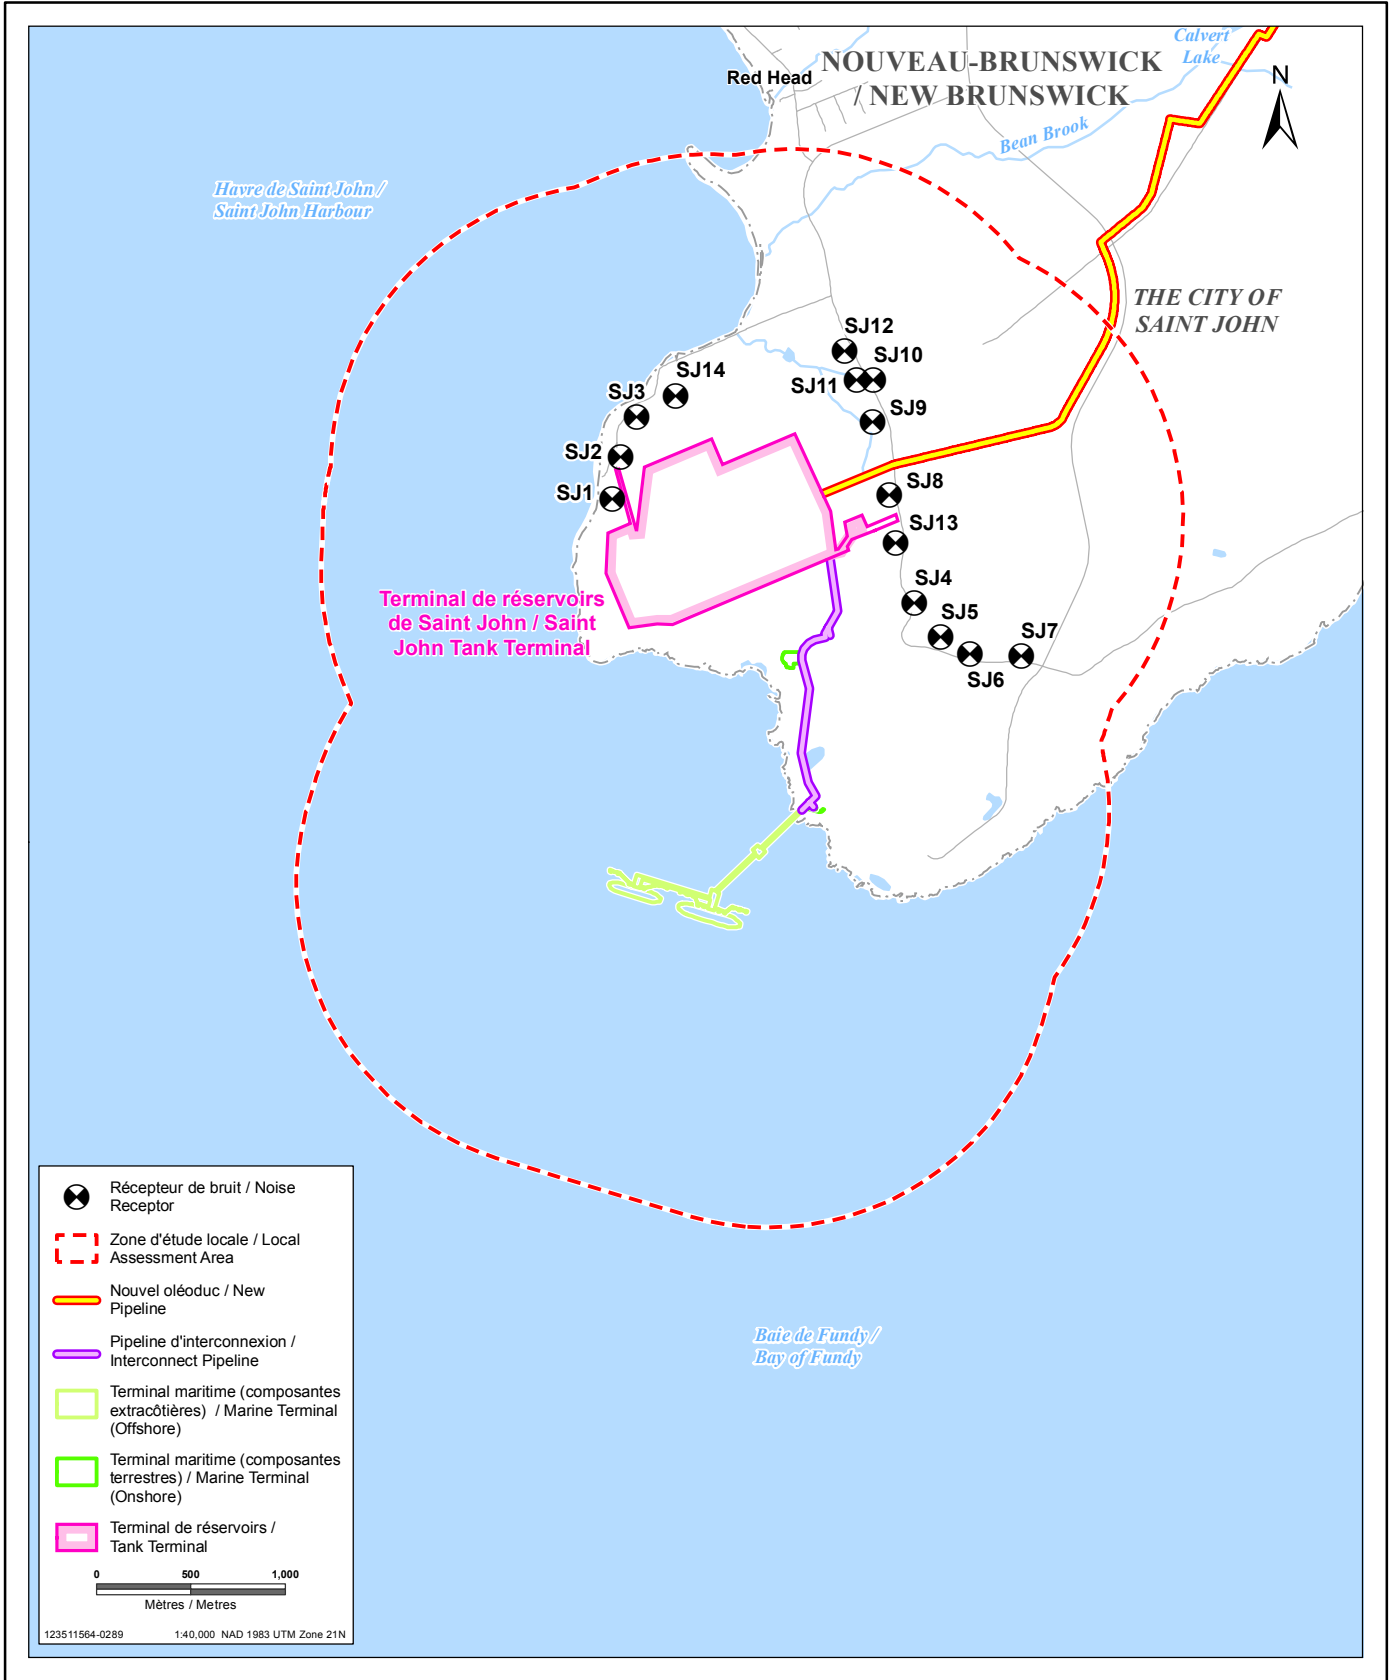 Calvert
Lake
NOUVEAU-BRUNSWICK
/ NEW BRUNSWICK
Red Head
N
Bean Brook
Havre de Saint John /
Saint John Harbour
THE CITY OF
SAINT JOHN
SJ12
SJ10
SJ14
SJ11
SJ3
SJ9
SJ2
SJ1
SJ8
SJ13
Terminal de réservoirs
de Saint John / Saint
John Tank Terminal
SJ4
SJ5
SJ7
SJ6
Baie de Fundy /
Bay of Fundy
Récepteur de bruit / Noise
Receptor
Zone d'étude locale / Local
Assessment Area
Nouvel oléoduc / New
Pipeline
Pipeline d'interconnexion /
Interconnect Pipeline
Terminal maritime (composantes
extracôtières) / Marine Terminal
(Offshore)
Terminal maritime (composantes
terrestres) / Marine Terminal
(Onshore)
Terminal de réservoirs /
Tank Terminal
0 500 1,000
Mètres / Metres
123511564-0289 1:40,000 NAD 1983 UTM Zone 21N